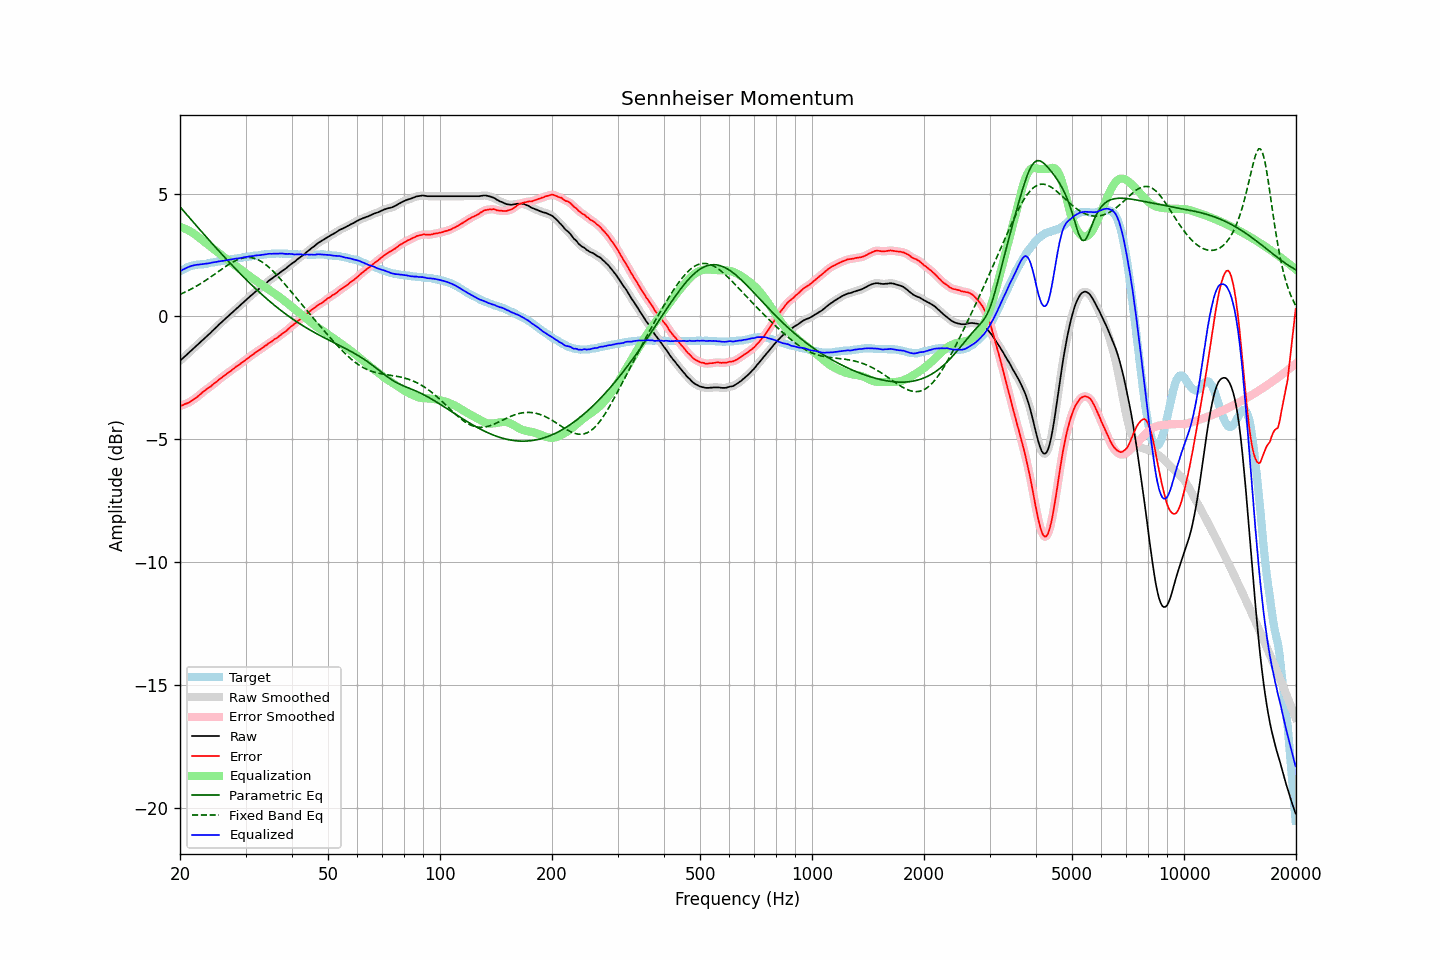 Sennheiser Momentum
Amplitude (dBr)
5
0
−5
−10
−15
−20
Target
Raw Smoothed
Error Smoothed
Raw
Error
Equalization
Parametric Eq
Fixed Band Eq
Equalized
20 50 100 200 500 1000 2000 5000 10000 20000
Frequency (Hz)